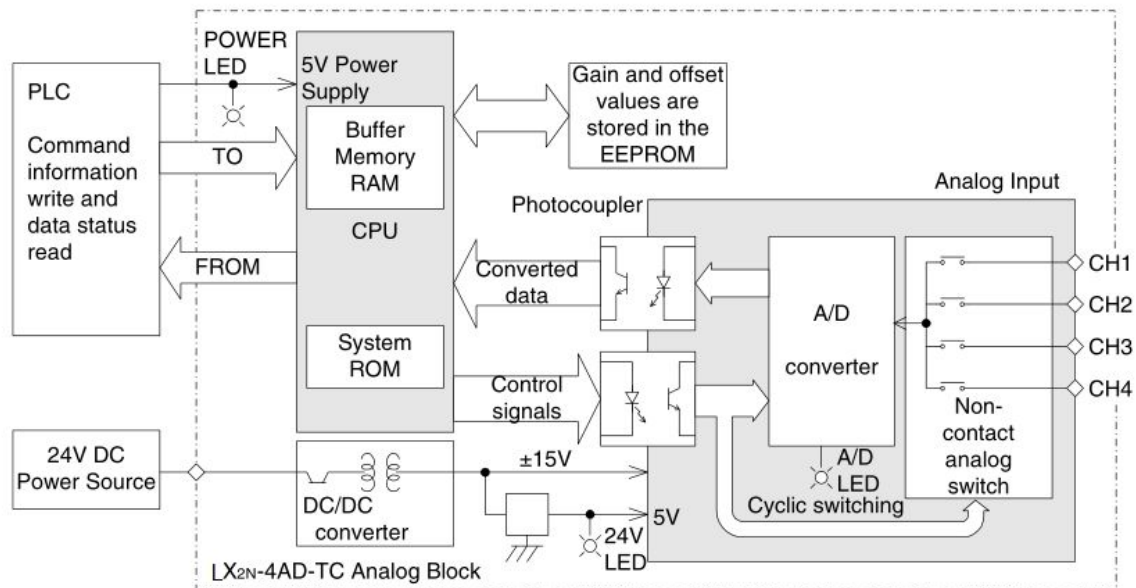 POWER
LED
5V Power
Supply
PLC
Command
information
write and
data status
read
TO
FROM
Buffer
Memory
RAM
CPU
System
ROM
Gain and offset
values are
stored in the
EEPROM
Photocoupler
Analog Input
Converted
data
Control
signals
A/D
converter
CH1
CH2
CH3
CH4
Non-
contact
analog
switch
A/D
LED
Cyclic switching
24V DC
Power Source
DC/DC
converter
±15V
5V
24V
LED
LX2N-4AD-TC Analog Block